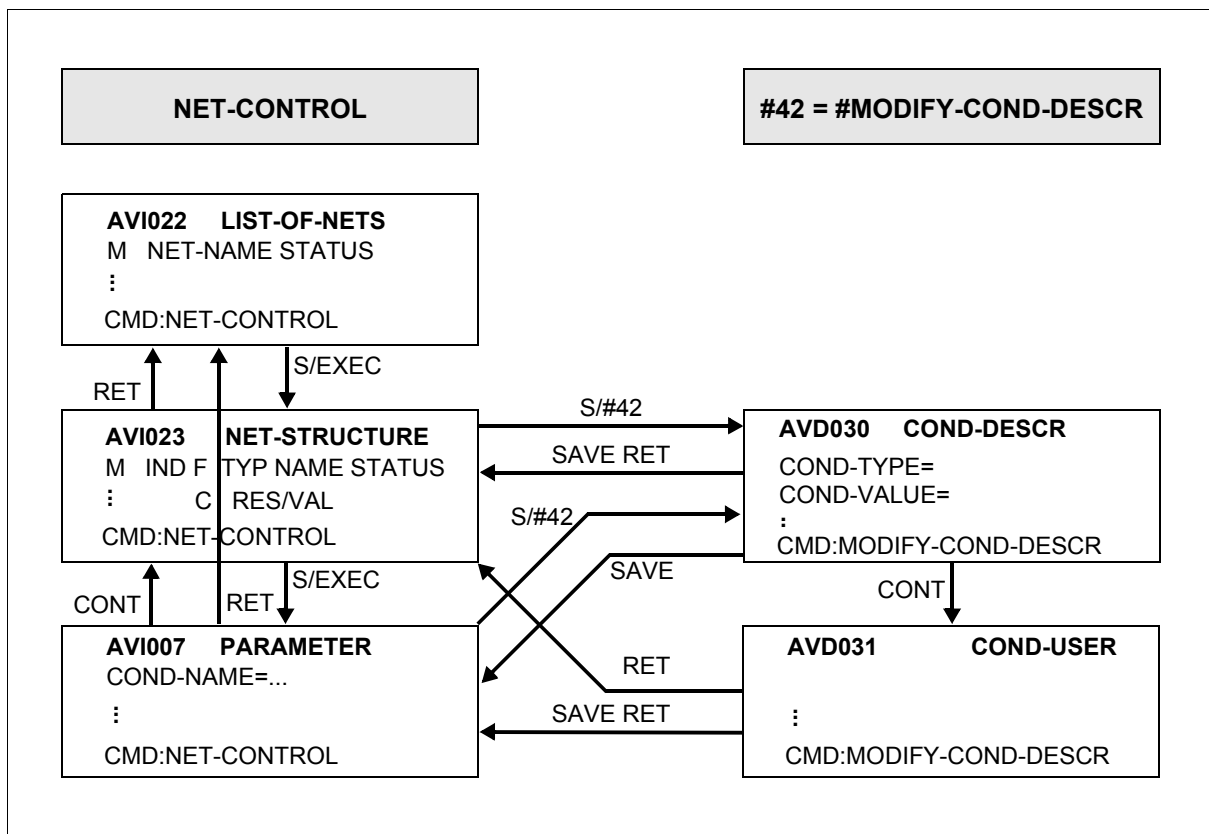 NET-CONTROL
#42 = #MODIFY-COND-DESCR
AVI022 LIST-OF-NETS
M NET-NAME STATUS
⋮
CMD:NET-CONTROL
RET
S/EXEC
AVI023 NET-STRUCTURE
M IND F TYP NAME STATUS
⋮ C RES/VAL
CMD:NET-CONTROL
S/#42
SAVE RET
AVD030 COND-DESCR
COND-TYPE=
COND-VALUE=
⋮
CMD:MODIFY-COND-DESCR
S/#42
SAVE
CONT
RET
S/EXEC
CONT
AVI007 PARAMETER
COND-NAME=...
⋮
CMD:NET-CONTROL
RET
SAVE RET
AVD031 COND-USER
⋮
CMD:MODIFY-COND-DESCR